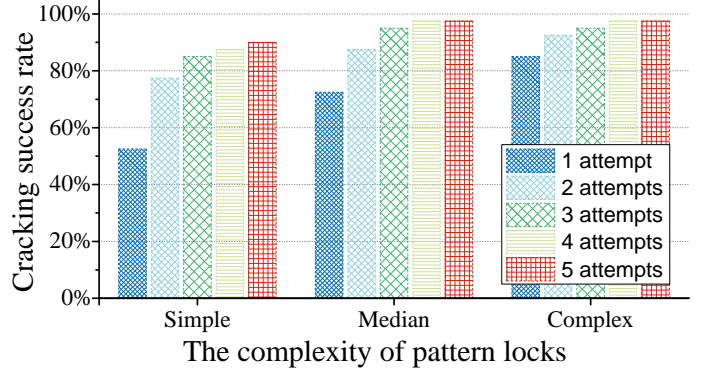 100%
80%
60%
40%
20%
0%
Cracking success rate
1 attempt
2 attempts
3 attempts
4 attempts
5 attempts
Simple Median Complex
The complexity of pattern locks